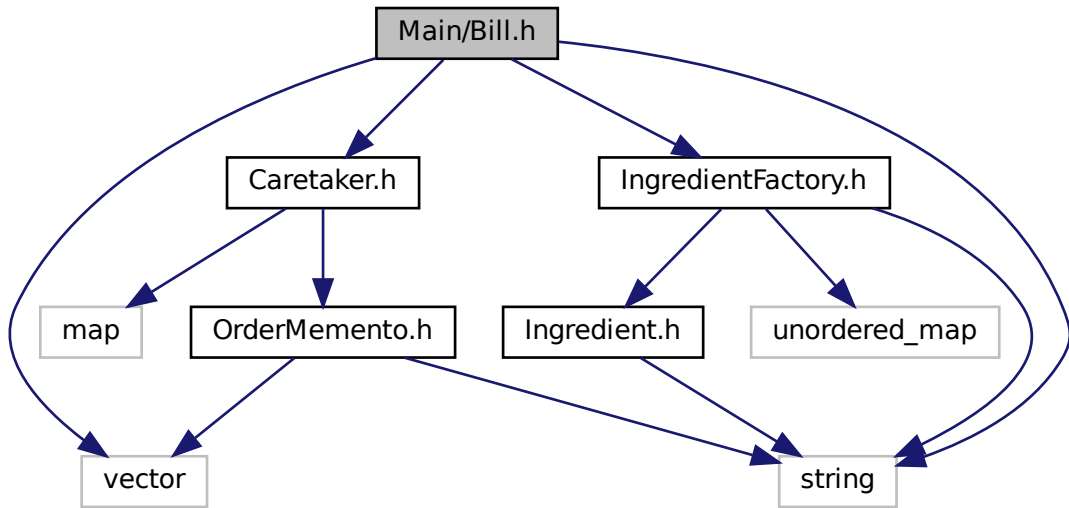 Main/Bill.h
Caretaker.h
IngredientFactory.h
map
OrderMemento.h
Ingredient.h
unordered_map
vector
string